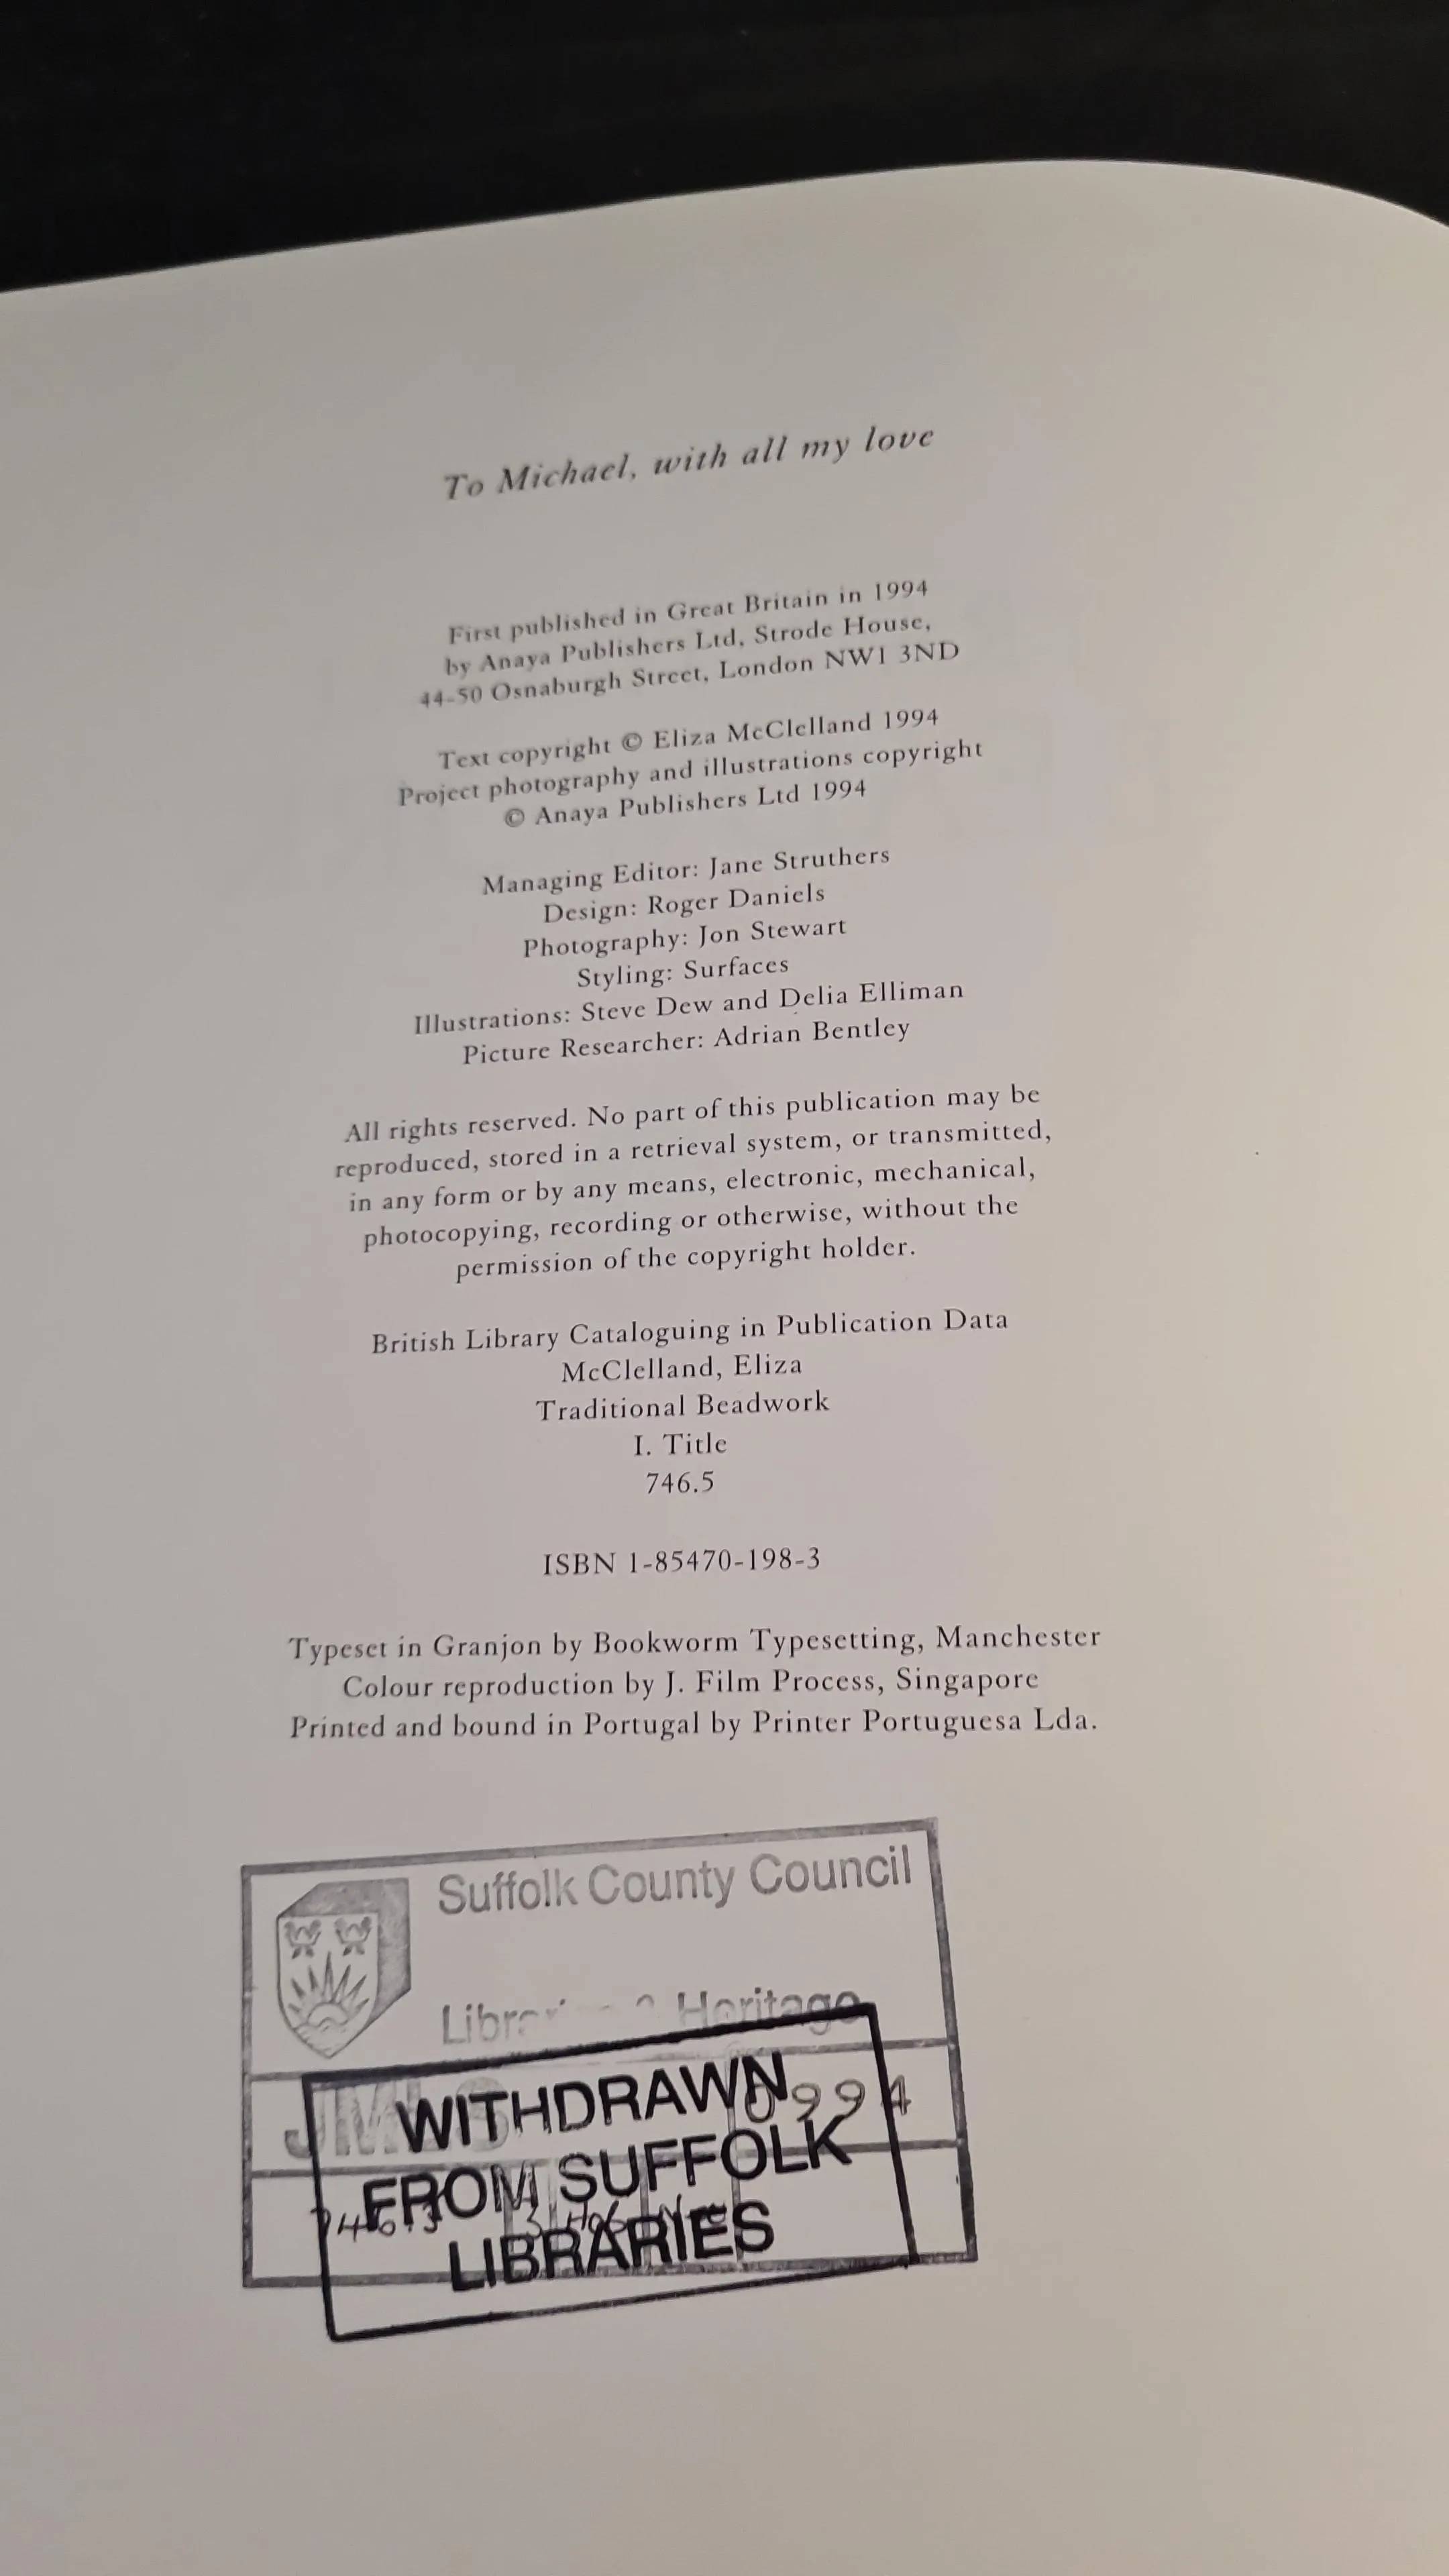 To Michael, with all my love
First published in Great Britain in 1994
by Anaya Publishers Ltd, Strode House,
44-50 Osnaburgh Street, London NW1 3ND
Text copyright © Eliza McClelland 1994
Project photography and illustrations copyright
© Anaya Publishers Ltd 1994
Managing Editor: Jane Struthers
Design: Roger Daniels
Photography: Jon Stewart
Styling: Surfaces
Illustrations: Steve Dew and Delia Elliman
Picture Researcher: Adrian Bentley
All rights reserved. No part of this publication may be
reproduced, stored in a retrieval system, or transmitted,
in any form or by any means, electronic, mechanical,
photocopying, recording or otherwise, without the
permission of the copyright holder.
British Library Cataloguing in Publication Data
McClelland, Eliza
Traditional Beadwork
I. Title
746.5
ISBN 1-85470-198-3
Typeset in Granjon by Bookworm Typesetting, Manchester
Colour reproduction by J. Film Process, Singapore
Printed and bound in Portugal by Printer Portuguesa Lda.
Suffolk County Council
Heritage
0994
WITHDRAWN
FROM SUFFOLK
LIBRARIES